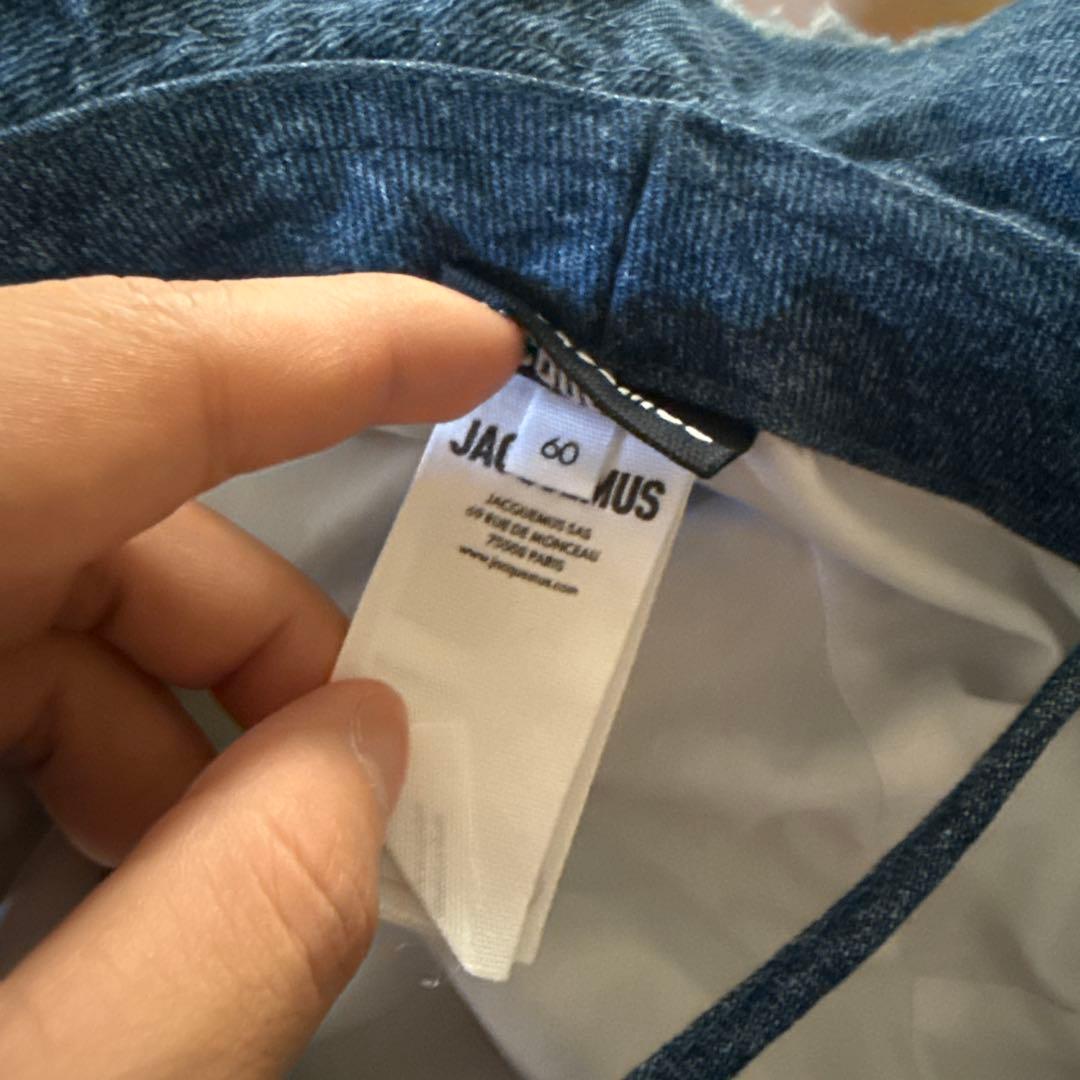 60
JAC MUS
JACQUEMUS SAS
69 RUE DE MONCEAU
75008 PARIS
www.jacquemus.com